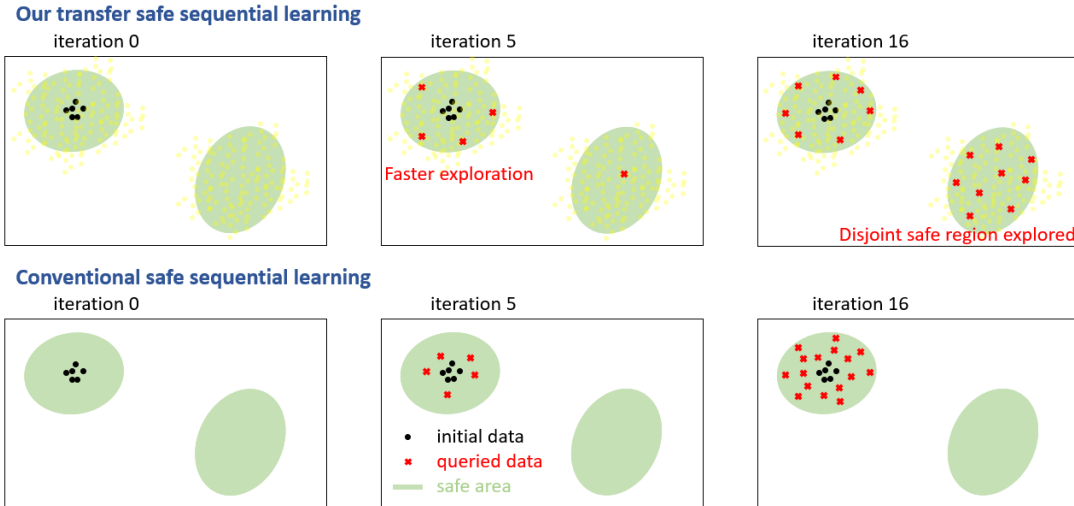 Our transfer safe sequential learning
iteration 0
iteration 5
iteration 16
Faster exploration
Disjoint safe region explored
Conventional safe sequential learning
iteration 0
iteration 5
iteration 16
initial data
queried data
safe area